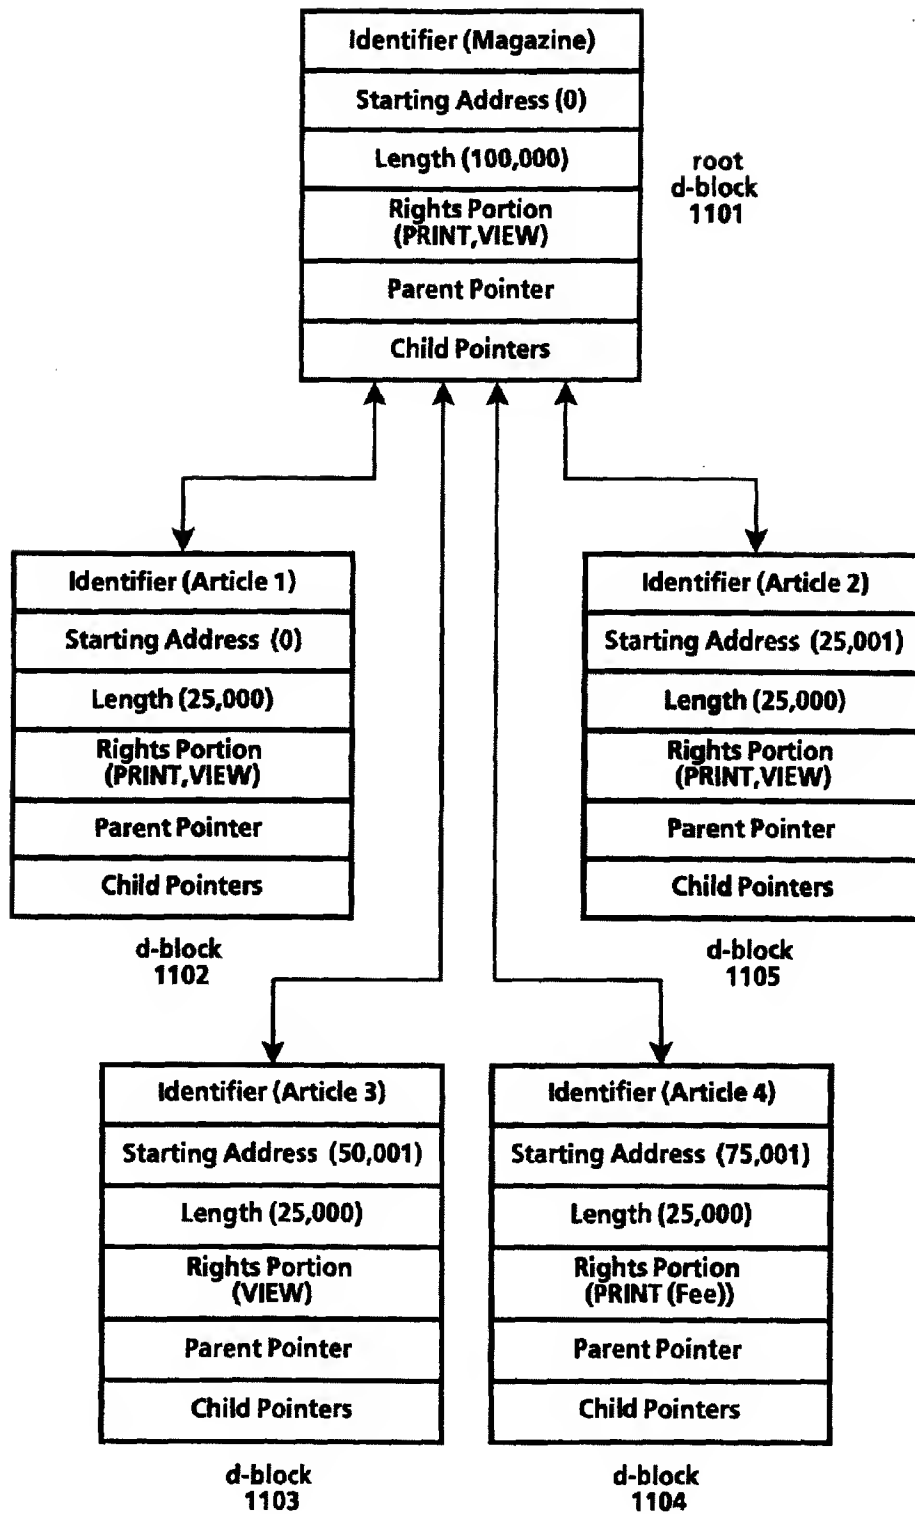 Identifier (Magazine)
Starting Address (0)
Length (100,000)
Rights Portion
(PRINT,VIEW)
Parent Pointer
Child Pointers
root
d-block
1101
Identifier (Article 1)
Starting Address (0)
Length (25,000)
Rights Portion
(PRINT,VIEW)
Parent Pointer
Child Pointers
d-block
1102
Identifier (Article 2)
Starting Address (25,001)
Length (25,000)
Rights Portion
(PRINT,VIEW)
Parent Pointer
Child Pointers
d-block
1105
Identifier (Article 3)
Starting Address (50,001)
Length (25,000)
Rights Portion
(VIEW)
Parent Pointer
Child Pointers
d-block
1103
Identifier (Article 4)
Starting Address (75,001)
Length (25,000)
Rights Portion
(PRINT (Fee))
Parent Pointer
Child Pointers
d-block
1104